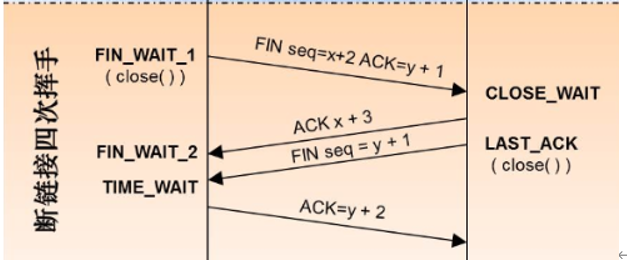 断链接四次挥手
FIN_WAIT_1
( close( ) )
FIN seq=x+2 ACK=y + 1
CLOSE_WAIT
ACK x + 3
FIN_WAIT_2
FIN seq = y + 1
LAST_ACK
( close( ) )
TIME_WAIT
ACK=y + 2